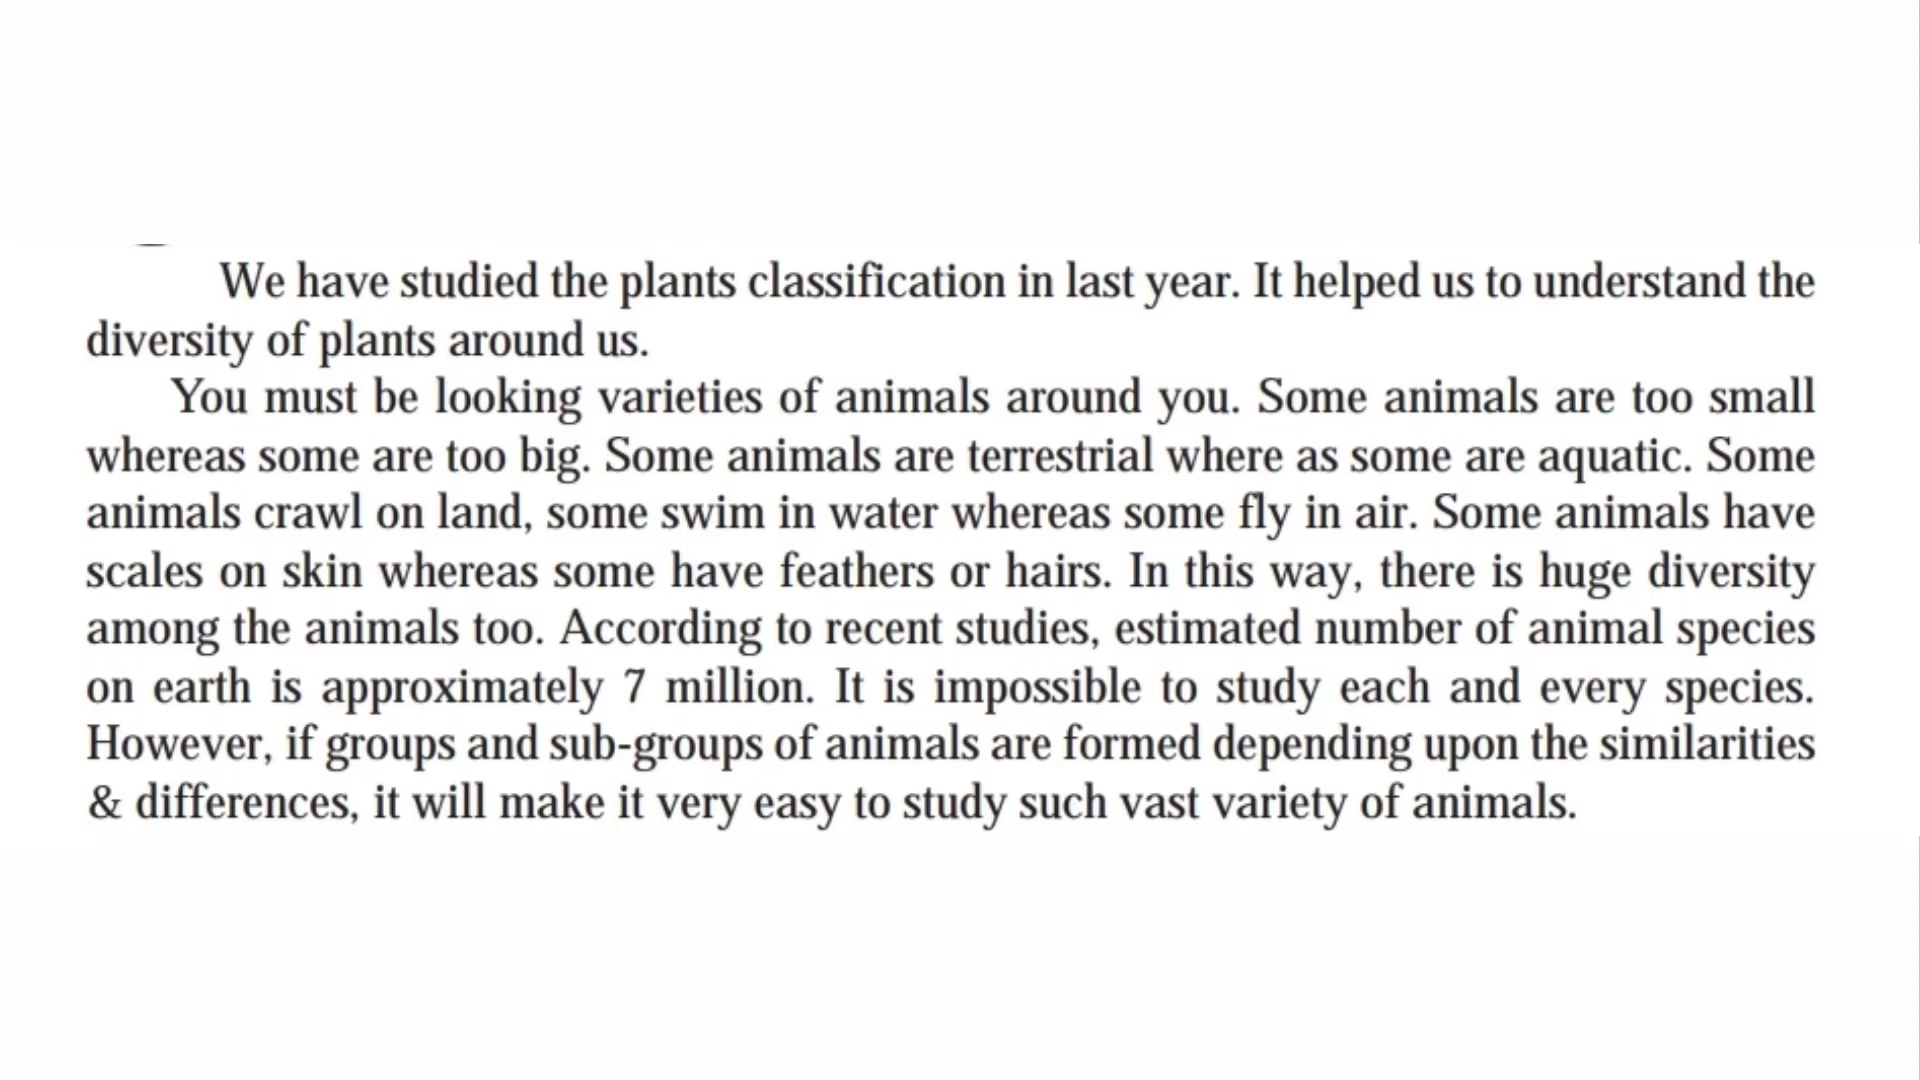 We have studied the plants classification in last year. It helped us to understand the
diversity of plants around us.
You must be looking varieties of animals around you. Some animals are too small
whereas some are too big. Some animals are terrestrial where as some are aquatic. Some
animals crawl on land, some swim in water whereas some fly in air. Some animals have
scales on skin whereas some have feathers or hairs. In this way, there is huge diversity
among the animals too. According to recent studies, estimated number of animal species
on earth is approximately 7 million. It is impossible to study each and every species.
However, if groups and sub-groups of animals are formed depending upon the similarities
& differences, it will make it very easy to study such vast variety of animals.